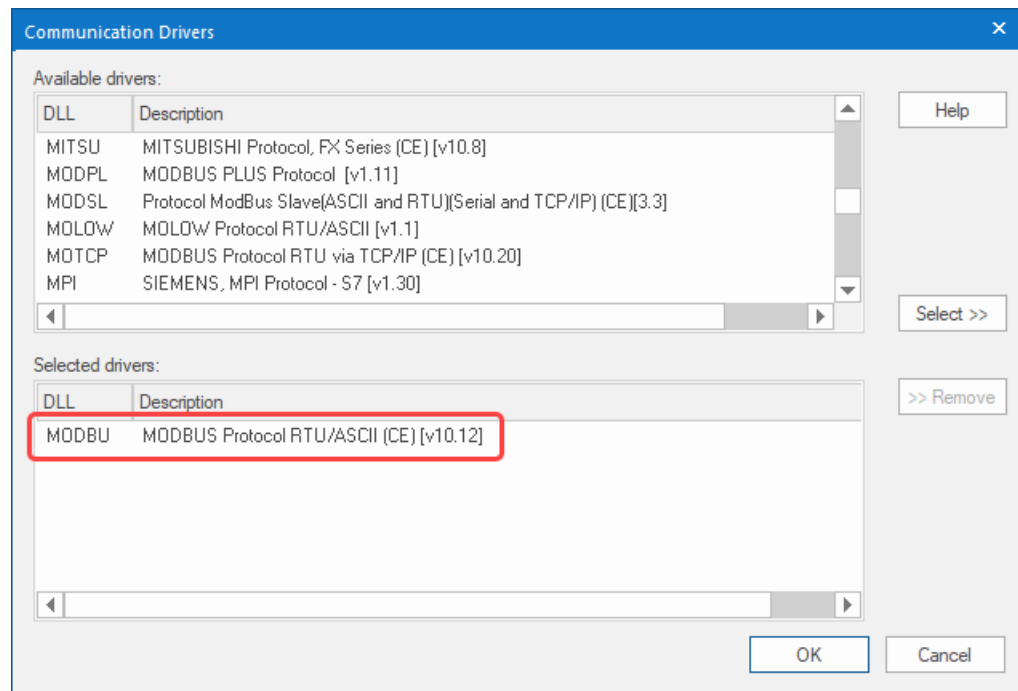 Communication Drivers
Available drivers:
DLL Description
MITSU MITSUBISHI Protocol, FX Series (CE) [v10.8]
MODPL MODBUS PLUS Protocol [v1.11]
MODSL Protocol ModBus Slave(ASCII and RTU)(Serial and TCP/IP) (CE)[3.3]
MOLOW MOLOW Protocol RTU/ASCII [v1.1]
MOTCP MODBUS Protocol RTU via TCP/IP (CE) [v10.20]
MPI SIEMENS, MPI Protocol - S7 [v1.30]
Help
Select >>
Selected drivers:
DLL Description
MODBU MODBUS Protocol RTU/ASCII (CE) [v10.12]
>> Remove
OK Cancel